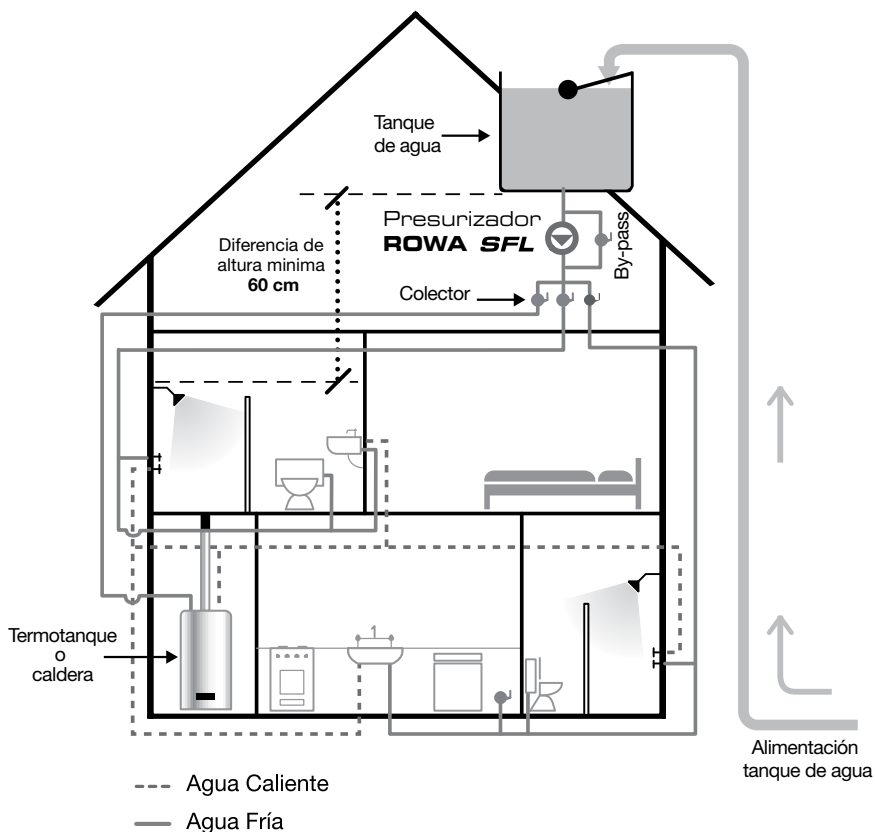 Tanque
de agua
Presurizador
ROWA SFL
By-pass
Diferencia de
altura minima
60 cm
Colector
Termotanque
o
caldera
Alimentación
tanque de agua
Agua Caliente
Agua Fría